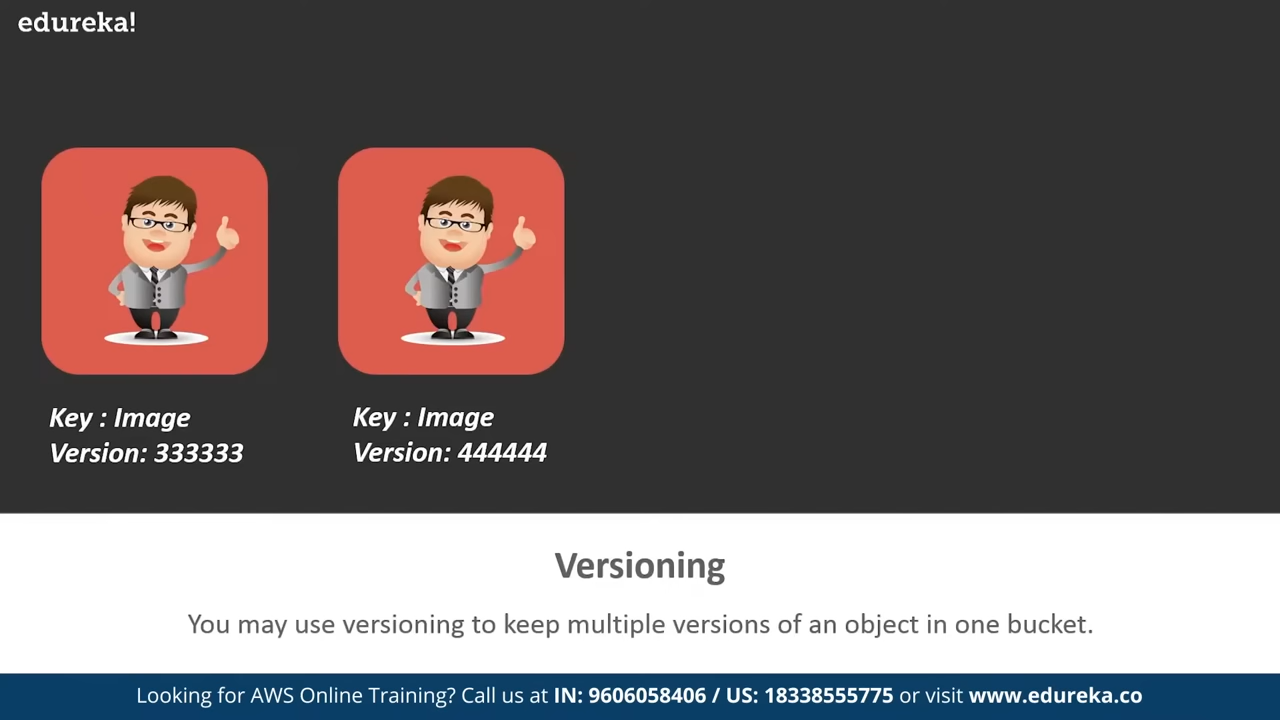 edureka!
Key : Image
Version: 333333
Key : Image
Version: 444444
Versioning
You may use versioning to keep multiple versions of an object in one bucket.
Looking for AWS Online Training? Call us at IN: 9606058406 / US: 18338555775 or visit www.edureka.co